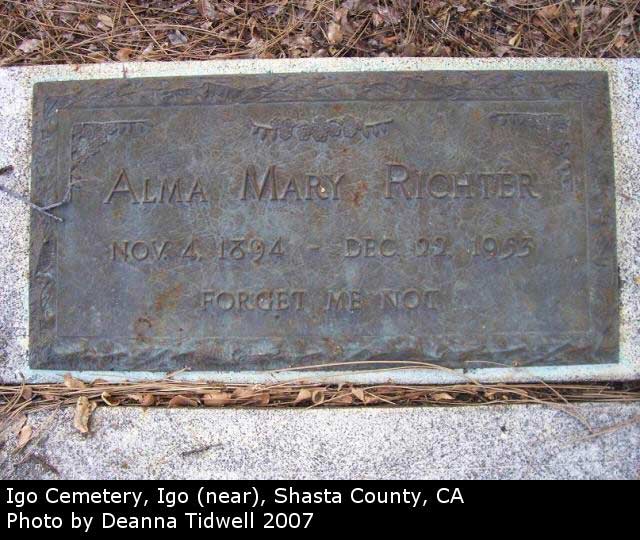 ALMA MARY RICHTER
NOV. 4, 1894 - DEC. 22, 1953
FORGET ME NOT
Igo Cemetery, Igo (near), Shasta County, CA
Photo by Deanna Tidwell 2007